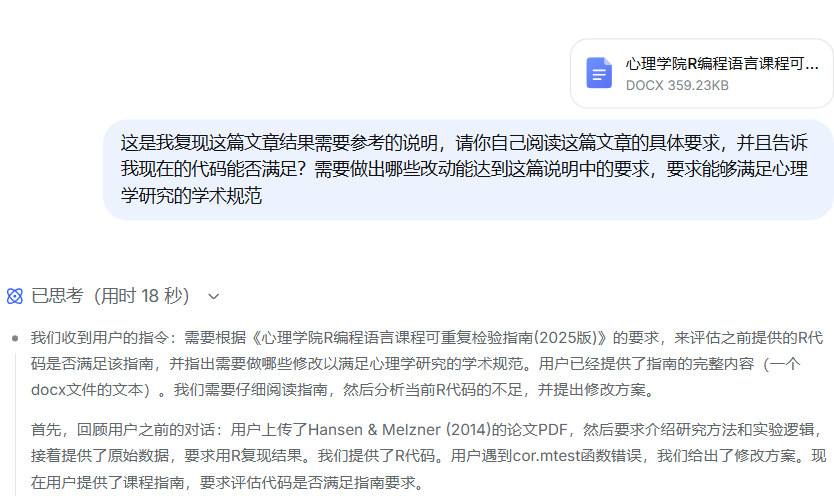 心理学院R编程语言课程可...
DOCX 359.23KB
这是我复现这篇文章结果需要参考的说明，请你自己阅读这篇文章的具体要求，并且告诉
我现在的代码能否满足？需要做出哪些改动能达到这篇说明中的要求，要求能够满足心理
学研究的学术规范
已思考（用时 18 秒）
我们收到用户的指令：需要根据《心理学院R编程语言课程可重复检验指南(2025版)》的要求，来评估之前提供的R代
码是否满足该指南，并指出需要做哪些修改以满足心理学研究的学术规范。用户已经提供了指南的完整内容（一个
docx文件的文本）。我们需要仔细阅读指南，然后分析当前R代码的不足，并提出修改方案。
首先，回顾用户之前的对话：用户上传了Hansen & Melzner (2014)的论文PDF，然后要求介绍研究方法和实验逻辑，
接着提供了原始数据，要求用R复现结果。我们提供了R代码。用户遇到cor.mtest函数错误，我们给出了修改方案。现
在用户提供了课程指南，要求评估代码是否满足指南要求。